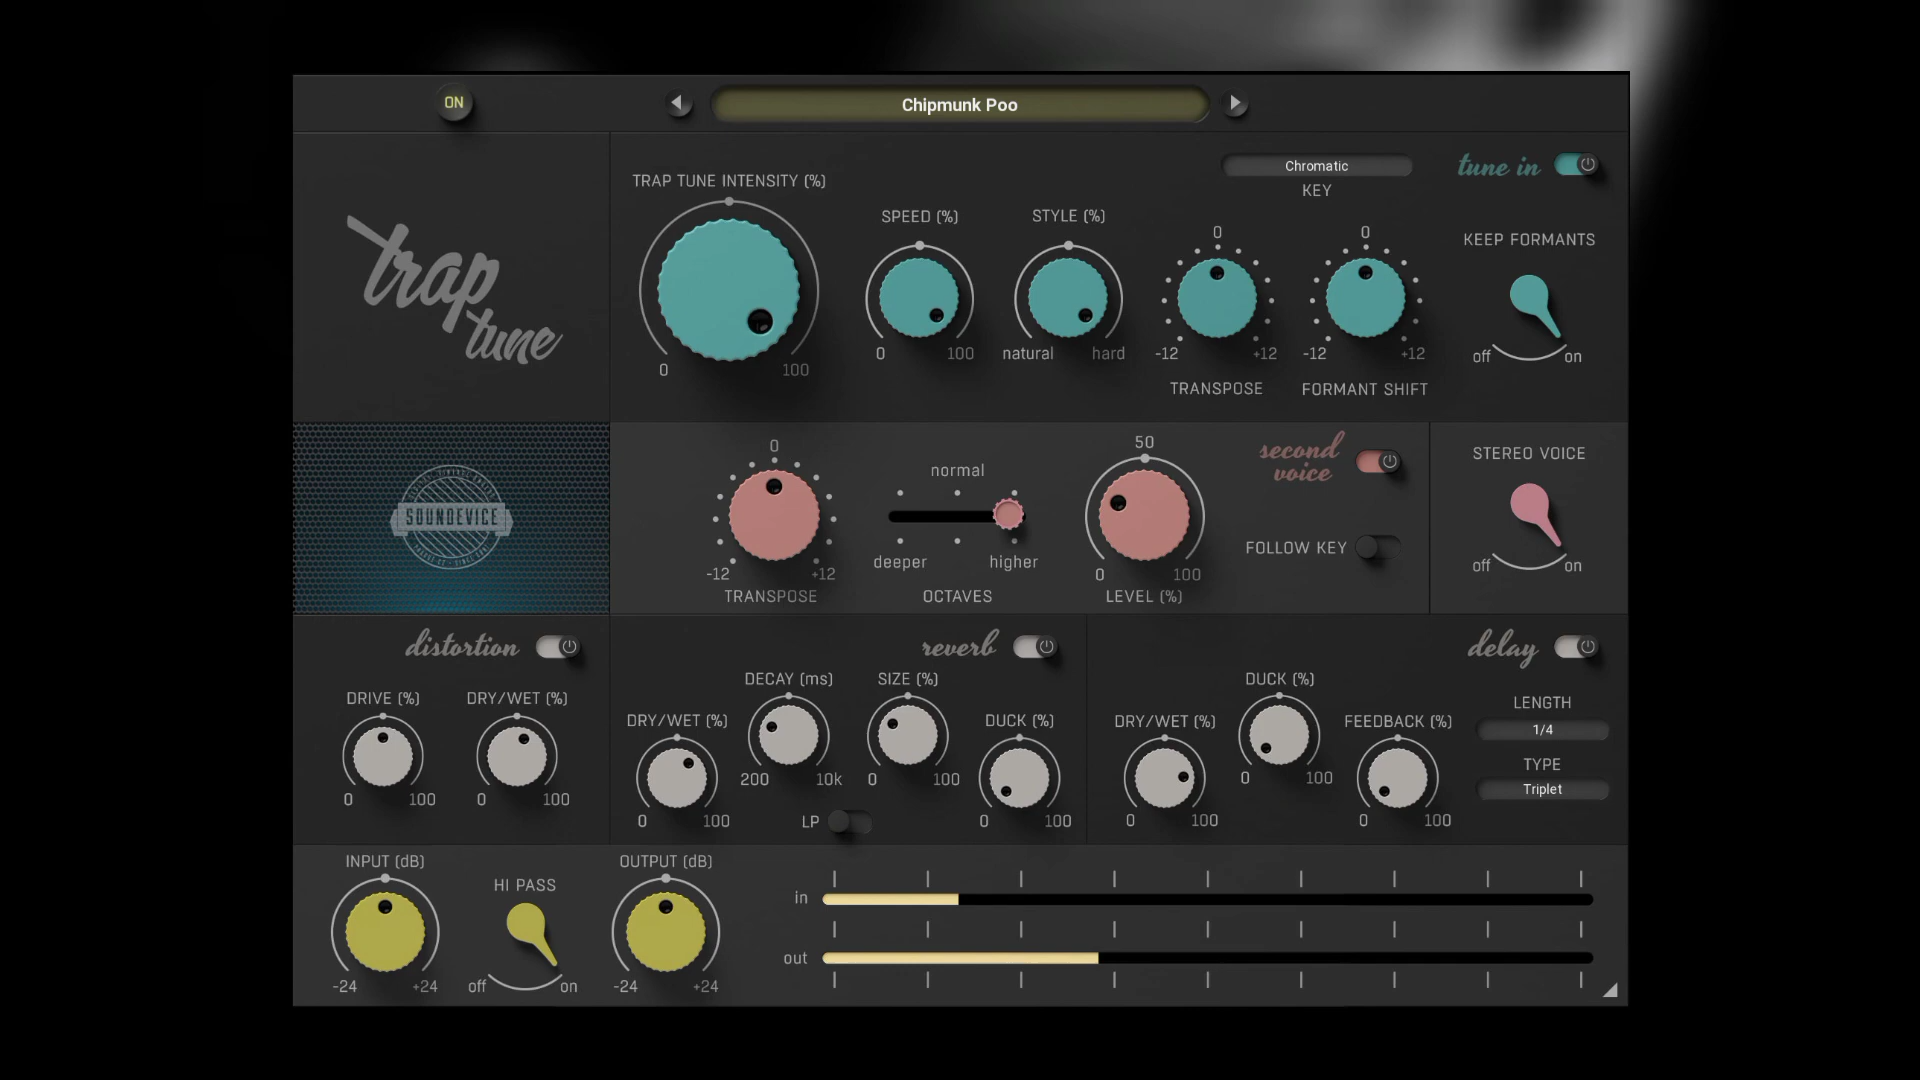 ON
Chipmunk Poo
trap
tune
Chromatic
KEY
tune in
TRAP TUNE INTENSITY (%)
0
100
SPEED (%)
0
100
STYLE (%)
natural
hard
0
-12
+12
TRANSPOSE
0
-12
+12
FORMANT SHIFT
KEEP FORMANTS
off
on
SOUNDEVICE
0
-12
+12
TRANSPOSE
normal
deeper
higher
OCTAVES
50
0
100
LEVEL (%)
second
voice
FOLLOW KEY
STEREO VOICE
off
on
distortion
DRIVE (%)
0
100
DRY/WET (%)
0
100
reverb
DRY/WET (%)
0
100
DECAY (ms)
200
10k
LP
SIZE (%)
0
100
DUCK (%)
0
100
delay
DRY/WET (%)
0
100
DUCK (%)
0
100
FEEDBACK (%)
0
100
LENGTH
1/4
TYPE
Triplet
INPUT (dB)
-24
+24
HI PASS
off
on
OUTPUT (dB)
-24
+24
in
out